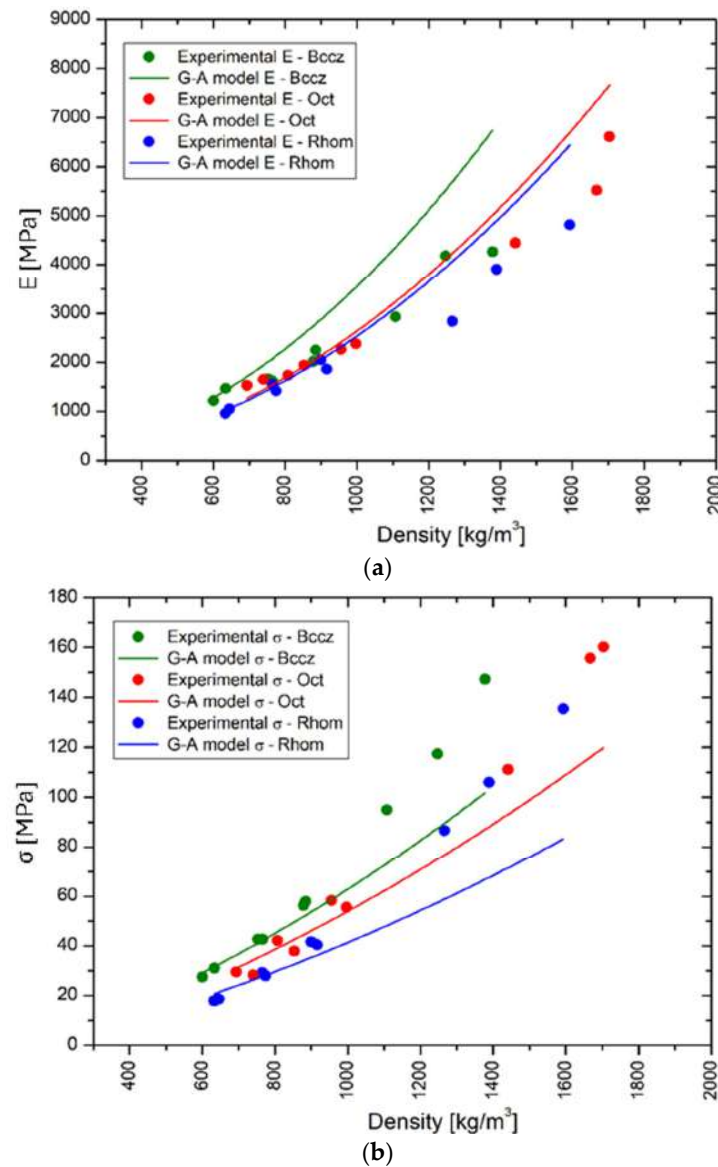 9000
8000
7000
6000
5000
4000
3000
2000
1000
0
E [MPa]
Experimental E - Bccz
G-A model E - Bccz
Experimental E - Oct
G-A model E - Oct
Experimental E - Rhom
G-A model E - Rhom
400
600
800
1000
1200
1400
1600
1800
2000
Density [kg/m³]
(a)
180
160
140
120
100
80
60
40
20
0
σ [MPa]
Experimental σ - Bccz
G-A model σ - Bccz
Experimental σ - Oct
G-A model σ - Oct
Experimental σ - Rhom
G-A model σ - Rhom
400
600
800
1000
1200
1400
1600
1800
2000
Density [kg/m³]
(b)